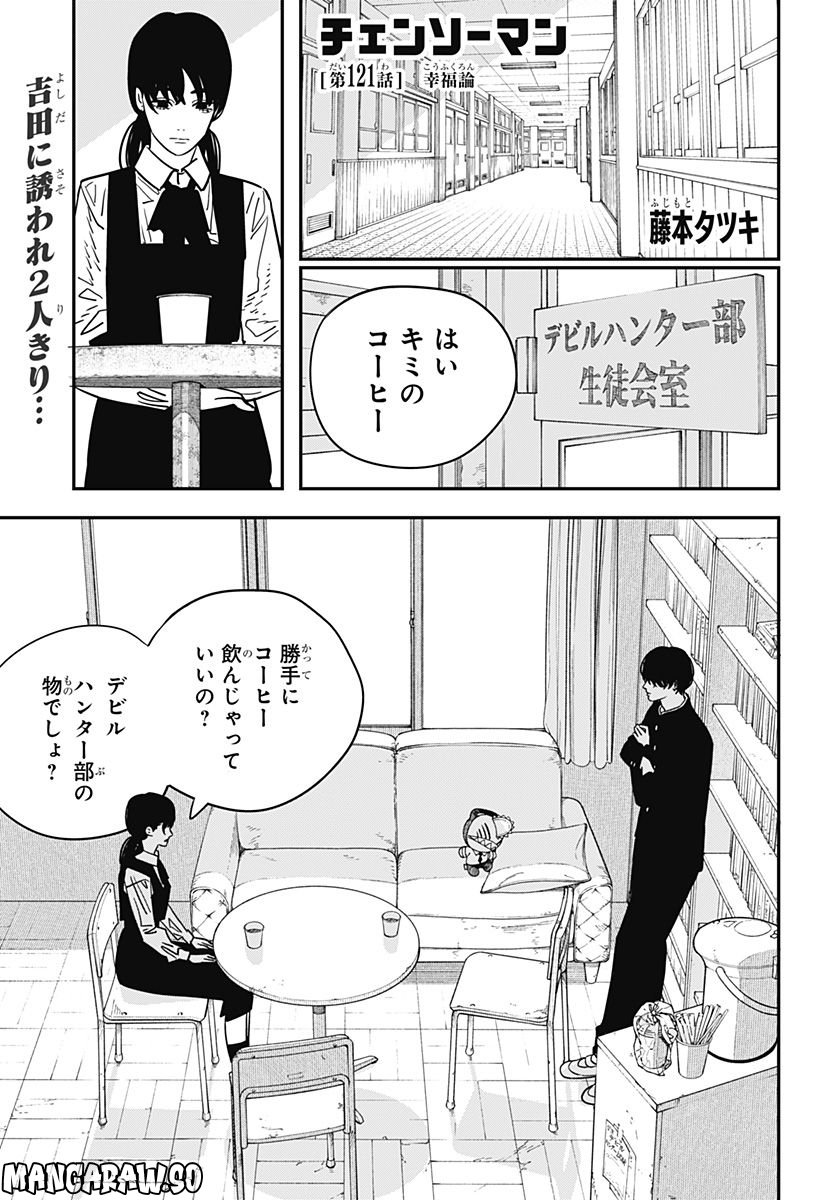 チェンソーマン
[第121話] 幸福論
藤本タツキ
吉田に誘われ2人きり…
デビルハンター部
生徒会室
はい
キミの
コーヒー
勝手に
コーヒー
飲んじゃって
いいの?
デビル
ハンター部の
物でしょ?
MANGARAW.SO